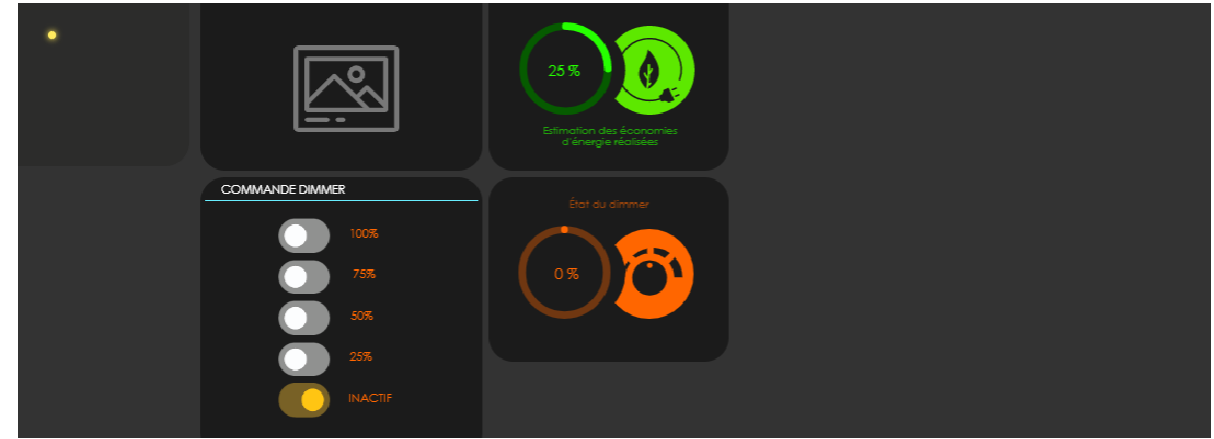 25 %
Estimation des économies
d'énergie réalisées
COMMANDE DIMMER
100%
75%
50%
25%
INACTIF
État du dimmer
0 %